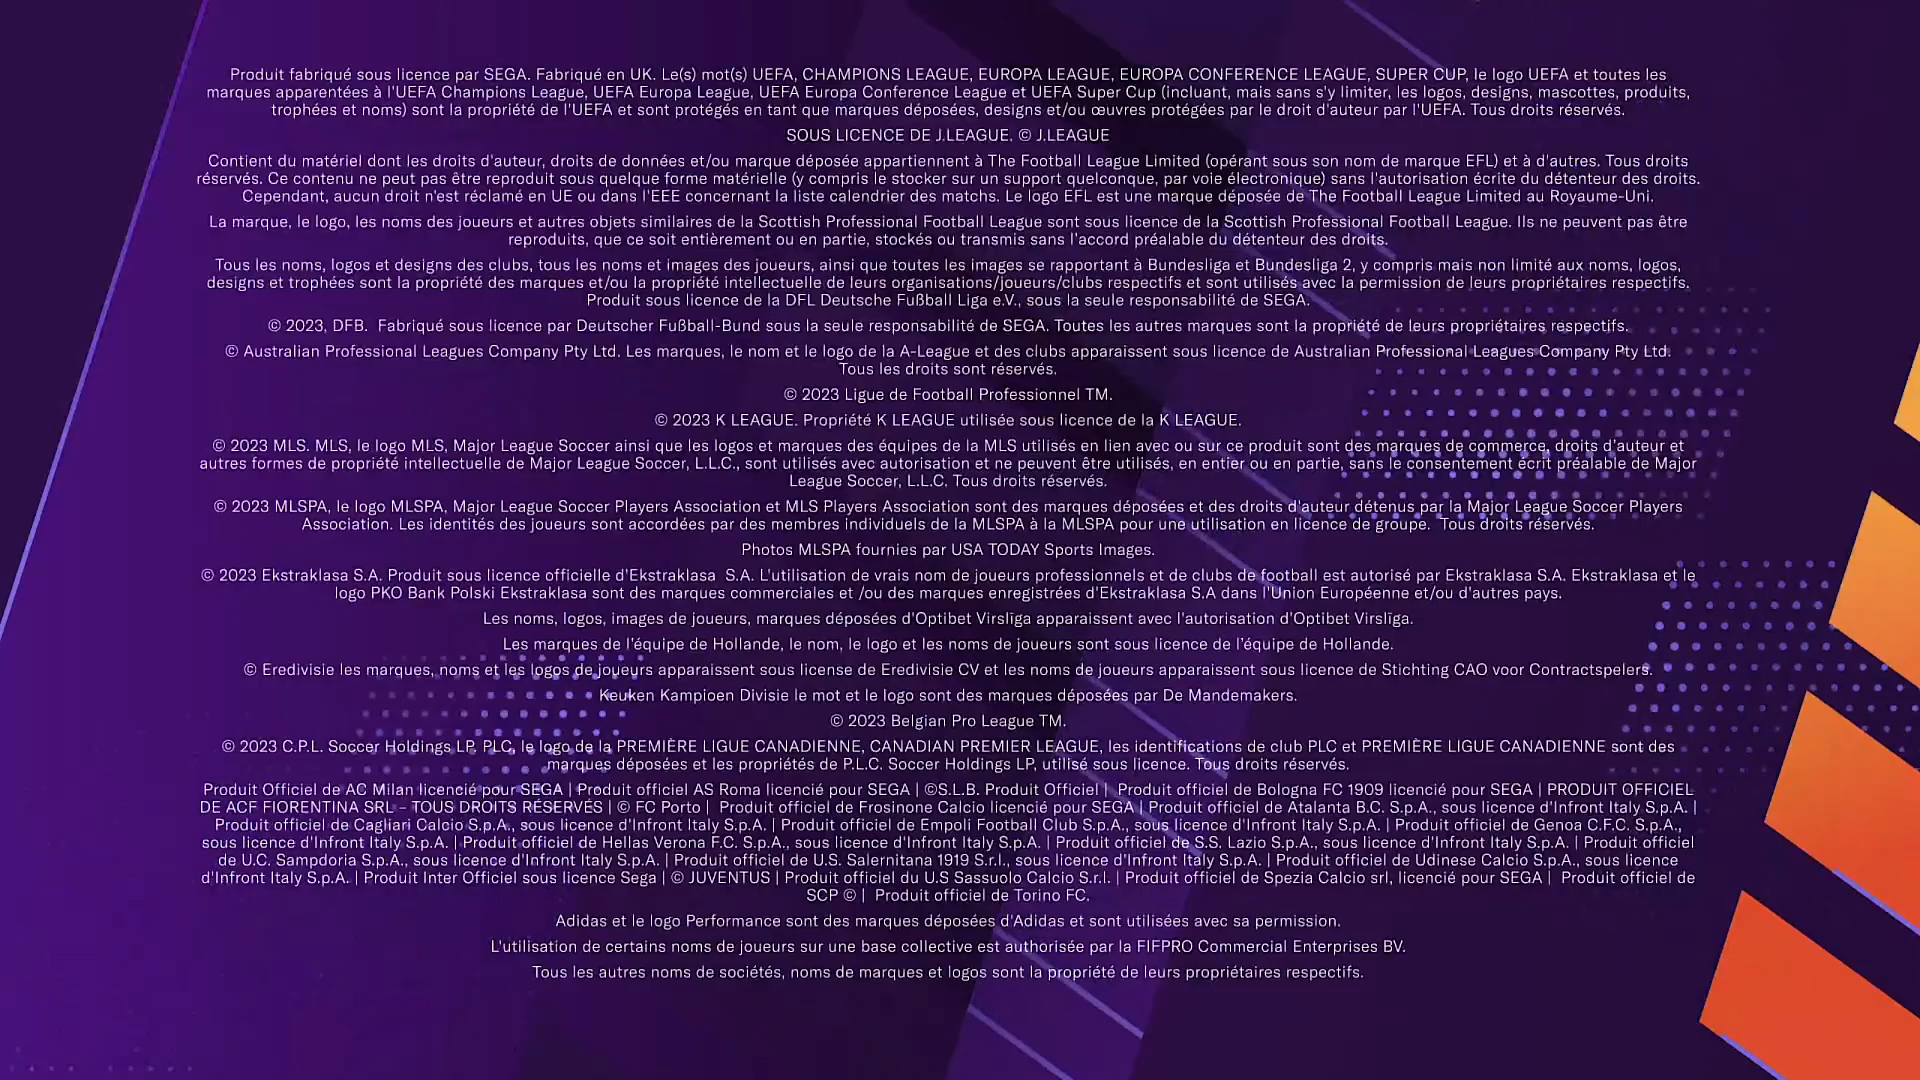 Produit fabriqué sous licence par SEGA. Fabriqué en UK. Le(s) mot(s) UEFA, CHAMPIONS LEAGUE, EUROPA LEAGUE, EUROPA CONFERENCE LEAGUE, SUPER CUP, le logo UEFA et toutes les
marques apparentées à l'UEFA Champions League, UEFA Europa League, UEFA Europa Conference League et UEFA Super Cup (incluant, mais sans s'y limiter, les logos, designs, mascottes, produits,
trophées et noms) sont la propriété de l'UEFA et sont protégés en tant que marques déposées, designs et/ou œuvres protégées par le droit d'auteur par l'UEFA. Tous droits réservés.
SOUS LICENCE DE J.LEAGUE. © J.LEAGUE
Contient du matériel dont les droits d'auteur, droits de données et/ou marque déposée appartiennent à The Football League Limited (opérant sous son nom de marque EFL) et à d'autres. Tous droits
réservés. Ce contenu ne peut pas être reproduit sous quelque forme matérielle (y compris le stocker sur un support quelconque, par voie électronique) sans l'autorisation écrite du détenteur des droits.
Cependant, aucun droit n'est réclamé en UE ou dans l'EEE concernant la liste calendrier des matchs. Le logo EFL est une marque déposée de The Football League Limited au Royaume-Uni.
La marque, le logo, les noms des joueurs et autres objets similaires de la Scottish Professional Football League sont sous licence de la Scottish Professional Football League. Ils ne peuvent pas être
reproduits, que ce soit entièrement ou en partie, stockés ou transmis sans l'accord préalable du détenteur des droits.
Tous les noms, logos et designs des clubs, tous les noms et images des joueurs, ainsi que toutes les images se rapportant à Bundesliga et Bundesliga 2, y compris mais non limité aux noms, logos,
designs et trophées sont la propriété des marques et/ou la propriété intellectuelle de leurs organisations/joueurs/clubs respectifs et sont utilisés avec la permission de leurs propriétaires respectifs.
Produit sous licence de la DFL Deutsche Fußball Liga e.V., sous la seule responsabilité de SEGA.
© 2023, DFB.  Fabriqué sous licence par Deutscher Fußball-Bund sous la seule responsabilité de SEGA. Toutes les autres marques sont la propriété de leurs propriétaires respectifs.
© Australian Professional Leagues Company Pty Ltd. Les marques, le nom et le logo de la A-League et des clubs apparaissent sous licence de Australian Professional Leagues Company Pty Ltd.
Tous les droits sont réservés.
© 2023 Ligue de Football Professionnel TM.
© 2023 K LEAGUE. Propriété K LEAGUE utilisée sous licence de la K LEAGUE.
© 2023 MLS. MLS, le logo MLS, Major League Soccer ainsi que les logos et marques des équipes de la MLS utilisés en lien avec ou sur ce produit sont des marques de commerce, droits d'auteur et
autres formes de propriété intellectuelle de Major League Soccer, L.L.C., sont utilisés avec autorisation et ne peuvent être utilisés, en entier ou en partie, sans le consentement écrit préalable de Major
League Soccer, L.L.C. Tous droits réservés.
© 2023 MLSPA, le logo MLSPA, Major League Soccer Players Association et MLS Players Association sont des marques déposées et des droits d'auteur détenus par la Major League Soccer Players
Association. Les identités des joueurs sont accordées par des membres individuels de la MLSPA à la MLSPA pour une utilisation en licence de groupe.  Tous droits réservés.
Photos MLSPA fournies par USA TODAY Sports Images.
© 2023 Ekstraklasa S.A. Produit sous licence officielle d'Ekstraklasa  S.A. L'utilisation de vrais nom de joueurs professionnels et de clubs de football est autorisé par Ekstraklasa S.A. Ekstraklasa et le
logo PKO Bank Polski Ekstraklasa sont des marques commerciales et /ou des marques enregistrées d'Ekstraklasa S.A dans l'Union Européenne et/ou d'autres pays.
Les noms, logos, images de joueurs, marques déposées d'Optibet Virslīga apparaissent avec l'autorisation d'Optibet Virslīga.
Les marques de l'équipe de Hollande, le nom, le logo et les noms de joueurs sont sous licence de l'équipe de Hollande.
© Eredivisie les marques, noms et les logos de joueurs apparaissent sous license de Eredivisie CV et les noms de joueurs apparaissent sous licence de Stichting CAO voor Contractspelers.
Keuken Kampioen Divisie le mot et le logo sont des marques déposées par De Mandemakers.
© 2023 Belgian Pro League TM.
© 2023 C.P.L. Soccer Holdings LP. PLC, le logo de la PREMIÈRE LIGUE CANADIENNE, CANADIAN PREMIER LEAGUE, les identifications de club PLC et PREMIÈRE LIGUE CANADIENNE sont des
marques déposées et les propriétés de P.L.C. Soccer Holdings LP, utilisé sous licence. Tous droits réservés.
Produit Officiel de AC Milan licencié pour SEGA | Produit officiel AS Roma licencié pour SEGA | ©S.L.B. Produit Officiel |  Produit officiel de Bologna FC 1909 licencié pour SEGA | PRODUIT OFFICIEL
DE ACF FIORENTINA SRL – TOUS DROITS RÉSERVÉS | © FC Porto |  Produit officiel de Frosinone Calcio licencié pour SEGA | Produit officiel de Atalanta B.C. S.p.A., sous licence d'Infront Italy S.p.A. |
Produit officiel de Cagliari Calcio S.p.A., sous licence d'Infront Italy S.p.A. | Produit officiel de Empoli Football Club S.p.A., sous licence d'Infront Italy S.p.A. | Produit officiel de Genoa C.F.C. S.p.A.,
sous licence d'Infront Italy S.p.A. | Produit officiel de Hellas Verona F.C. S.p.A., sous licence d'Infront Italy S.p.A. | Produit officiel de S.S. Lazio S.p.A., sous licence d'Infront Italy S.p.A. | Produit officiel
de U.C. Sampdoria S.p.A., sous licence d'Infront Italy S.p.A. | Produit officiel de U.S. Salernitana 1919 S.r.l., sous licence d'Infront Italy S.p.A. | Produit officiel de Udinese Calcio S.p.A., sous licence
d'Infront Italy S.p.A. | Produit Inter Officiel sous licence Sega | © JUVENTUS | Produit officiel du U.S Sassuolo Calcio S.r.l. | Produit officiel de Spezia Calcio srl, licencié pour SEGA |  Produit officiel de
SCP © |  Produit officiel de Torino FC.
Adidas et le logo Performance sont des marques déposées d'Adidas et sont utilisées avec sa permission.
L'utilisation de certains noms de joueurs sur une base collective est authorisée par la FIFPRO Commercial Enterprises BV.
Tous les autres noms de sociétés, noms de marques et logos sont la propriété de leurs propriétaires respectifs.